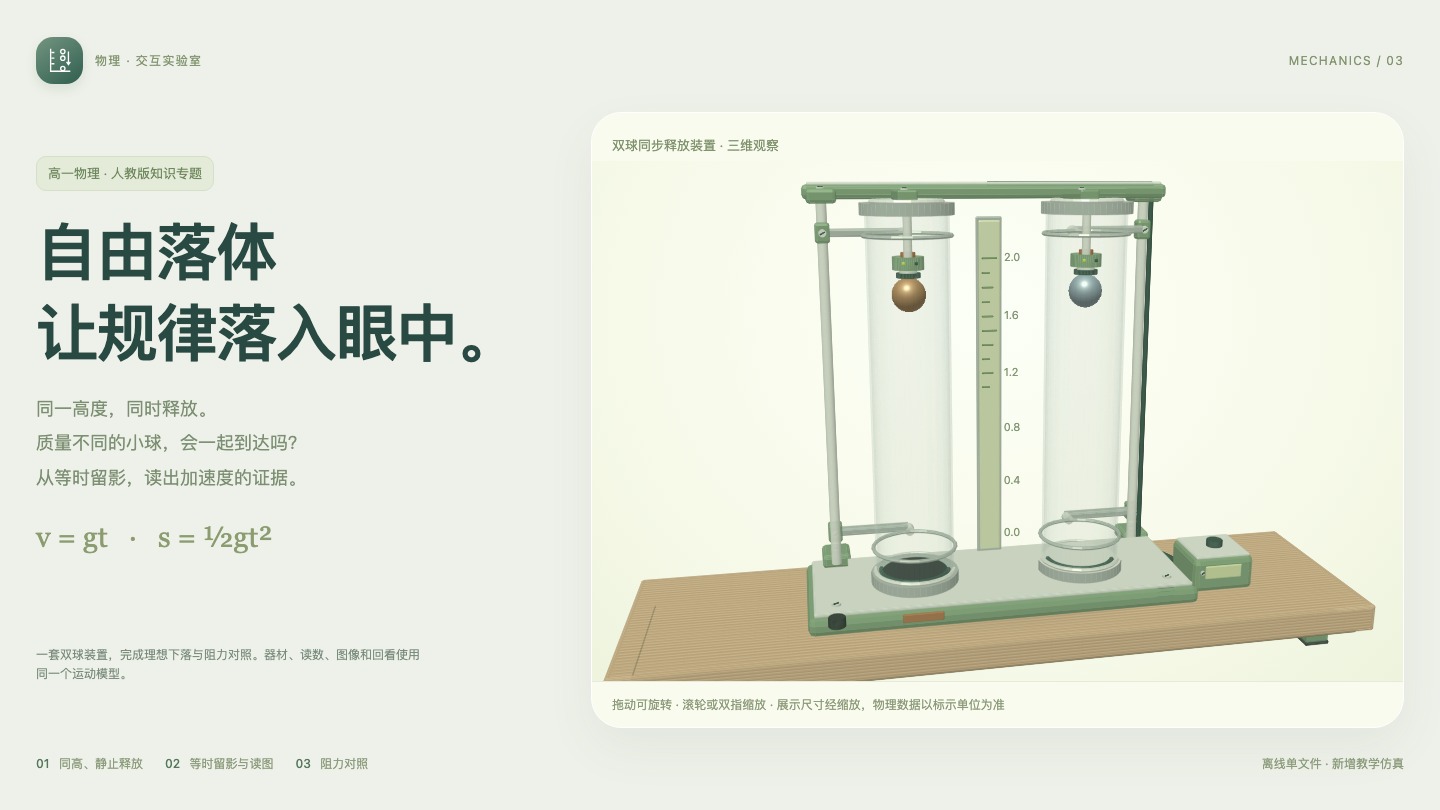 物理 · 交互实验室
MECHANICS / 03
高一物理 · 人教版知识专题
自由落体
让规律落入眼中。
同一高度，同时释放。
质量不同的小球，会一起到达吗？
从等时留影，读出加速度的证据。
v = gt · s = ½gt²
一套双球装置，完成理想下落与阻力对照。器材、读数、图像和回看使用
同一个运动模型。
01 同高、静止释放 02 等时留影与读图 03 阻力对照
双球同步释放装置 · 三维观察
2.0
1.6
1.2
0.8
0.4
0.0
拖动可旋转 · 滚轮或双指缩放 · 展示尺寸经缩放，物理数据以标示单位为准
离线单文件 · 新增教学仿真